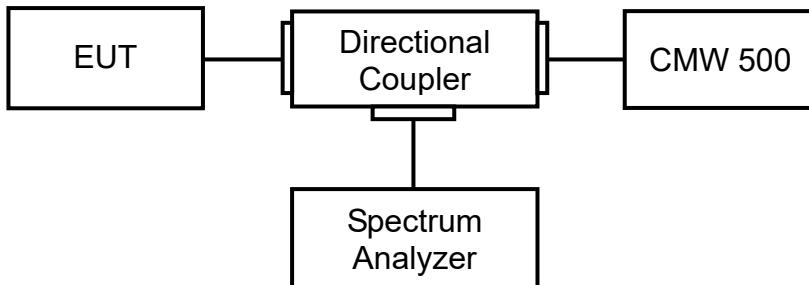 EUT
Directional
Coupler
CMW 500
Spectrum
Analyzer